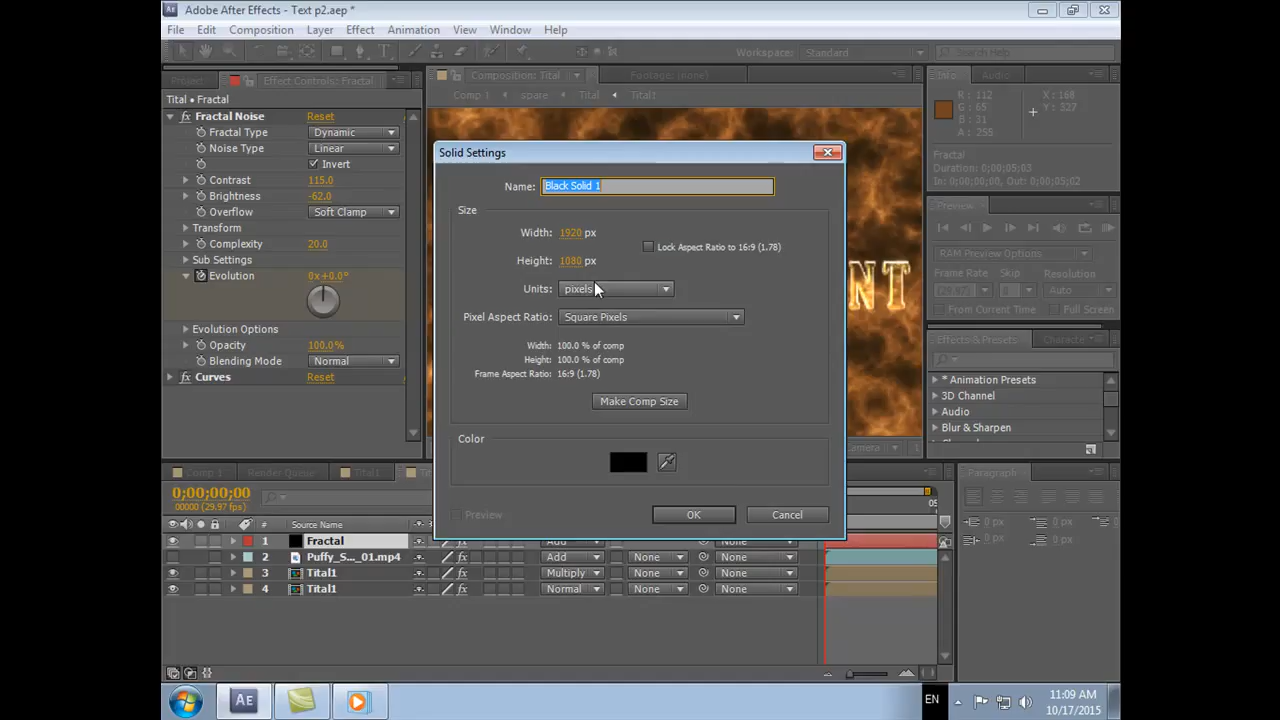 Adobe After Effects - Text p2.aep *
File Edit Composition Layer Effect Animation View Window Help
Workspace: Standard
Search Help
Project Effect Controls: Fractal
Composition: Tital Footage: (none)
Info Audio
Tital • Fractal
Comp 1 spare Tital Tital1
R: 112 X: 168
G: 65 Y: 327
B: 31
A: 255
Fractal
Duration: 0;00;05;03
In: 0;00;00;00, Out: 0;00;05;02
Fractal Noise Reset
Fractal Type Dynamic
Noise Type Linear
Invert
Contrast 115.0
Brightness -62.0
Overflow Soft Clamp
Transform
Complexity 20.0
Sub Settings
Evolution 0x+0.0°
Evolution Options
Opacity 100.0%
Blending Mode Normal
Curves Reset
Solid Settings
Name: Black Solid 1
Size
Width: 1920 px
Lock Aspect Ratio to 16:9 (1.78)
Height: 1080 px
Units: pixels
Pixel Aspect Ratio: Square Pixels
Width: 100.0 % of comp
Height: 100.0 % of comp
Frame Aspect Ratio: 16:9 (1.78)
Make Comp Size
Color
Preview OK Cancel
NT
Preview
RAM Preview Options
Frame Rate Skip Resolution
(29.97) 0 Auto
From Current Time Full Screen
Effects & Presets Characte
* Animation Presets
3D Channel
Audio
Blur & Sharpen
Camera
Comp 1 Render Queue Tital1
Paragraph
0;00;00;00
00000 (29.97 fps)
05
# Source Name
1 Fractal Add None None
2 Puffy_S..._01.mp4 Add None None
3 Tital1 Multiply None None
4 Tital1 Normal None None
0 px 0 px
0 px 0 px
0 px
EN
11:09 AM
10/17/2015